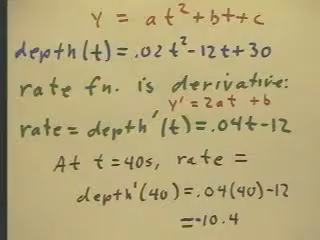 Y = at²+bt+c
depth(t)=.02t²-12t+30
rate fn. is derivative:
y'=2at +b
rate=depth'(t)=.04t-12
At t=40s, rate =
depth'(40)=.04(40)-12
=-10.4